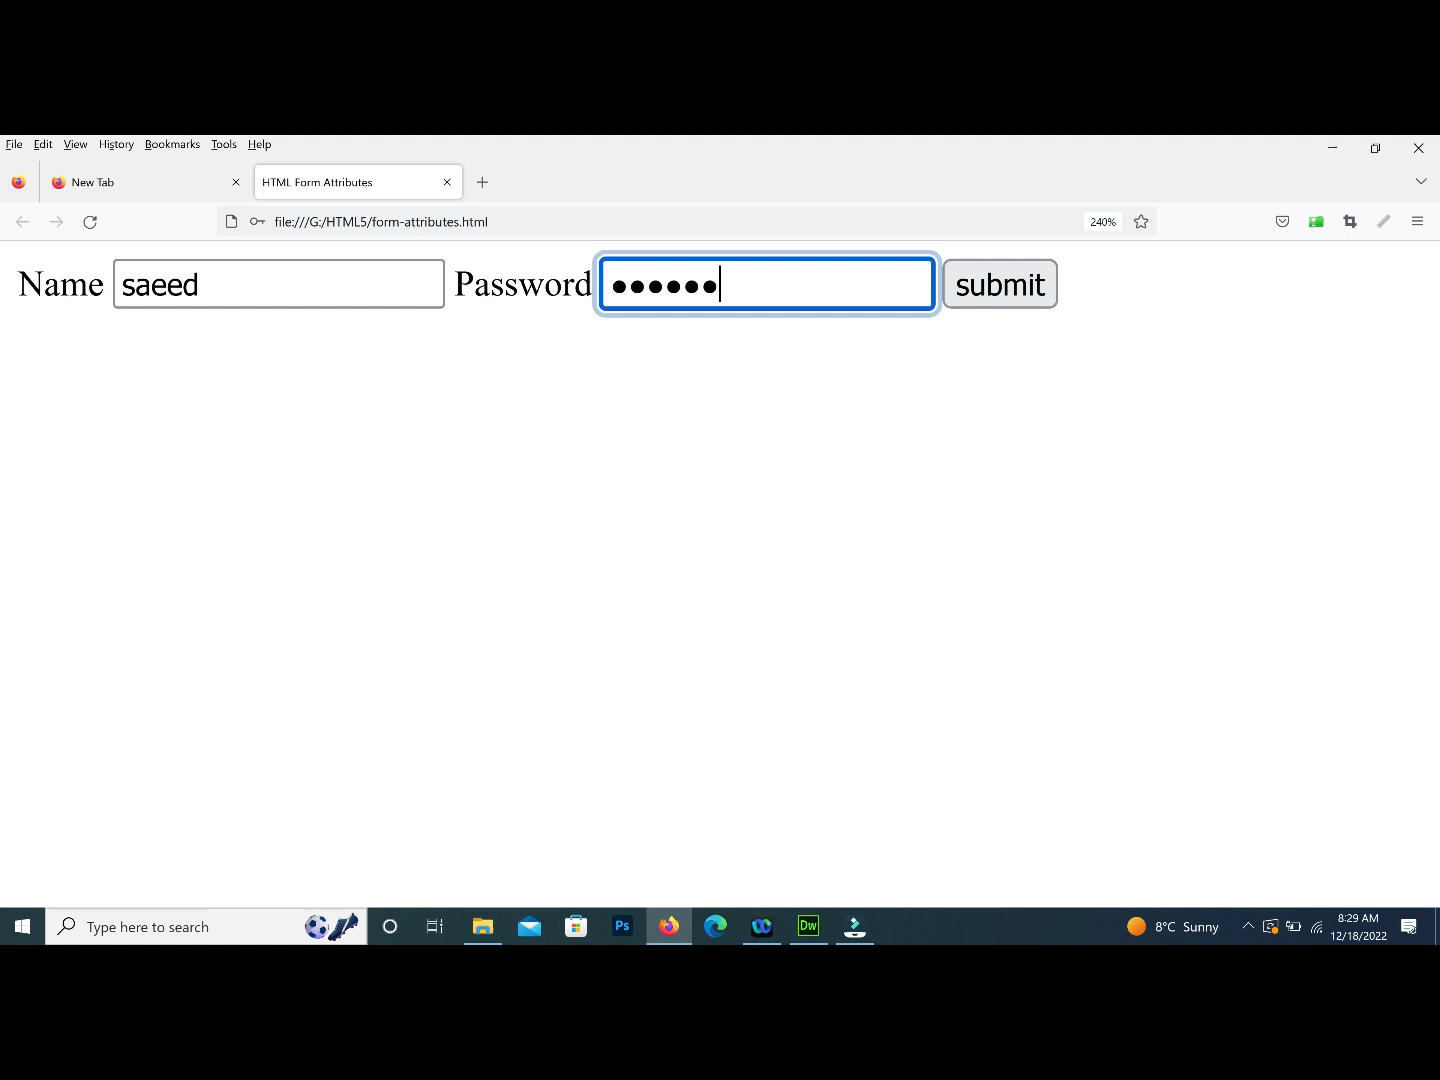 File Edit View History Bookmarks Tools Help
New Tab
HTML Form Attributes
file:///G:/HTML5/form-attributes.html
240%
Name saeed Password ●●●●●● submit
Type here to search
Ps
Dw
8°C Sunny
8:29 AM
12/18/2022